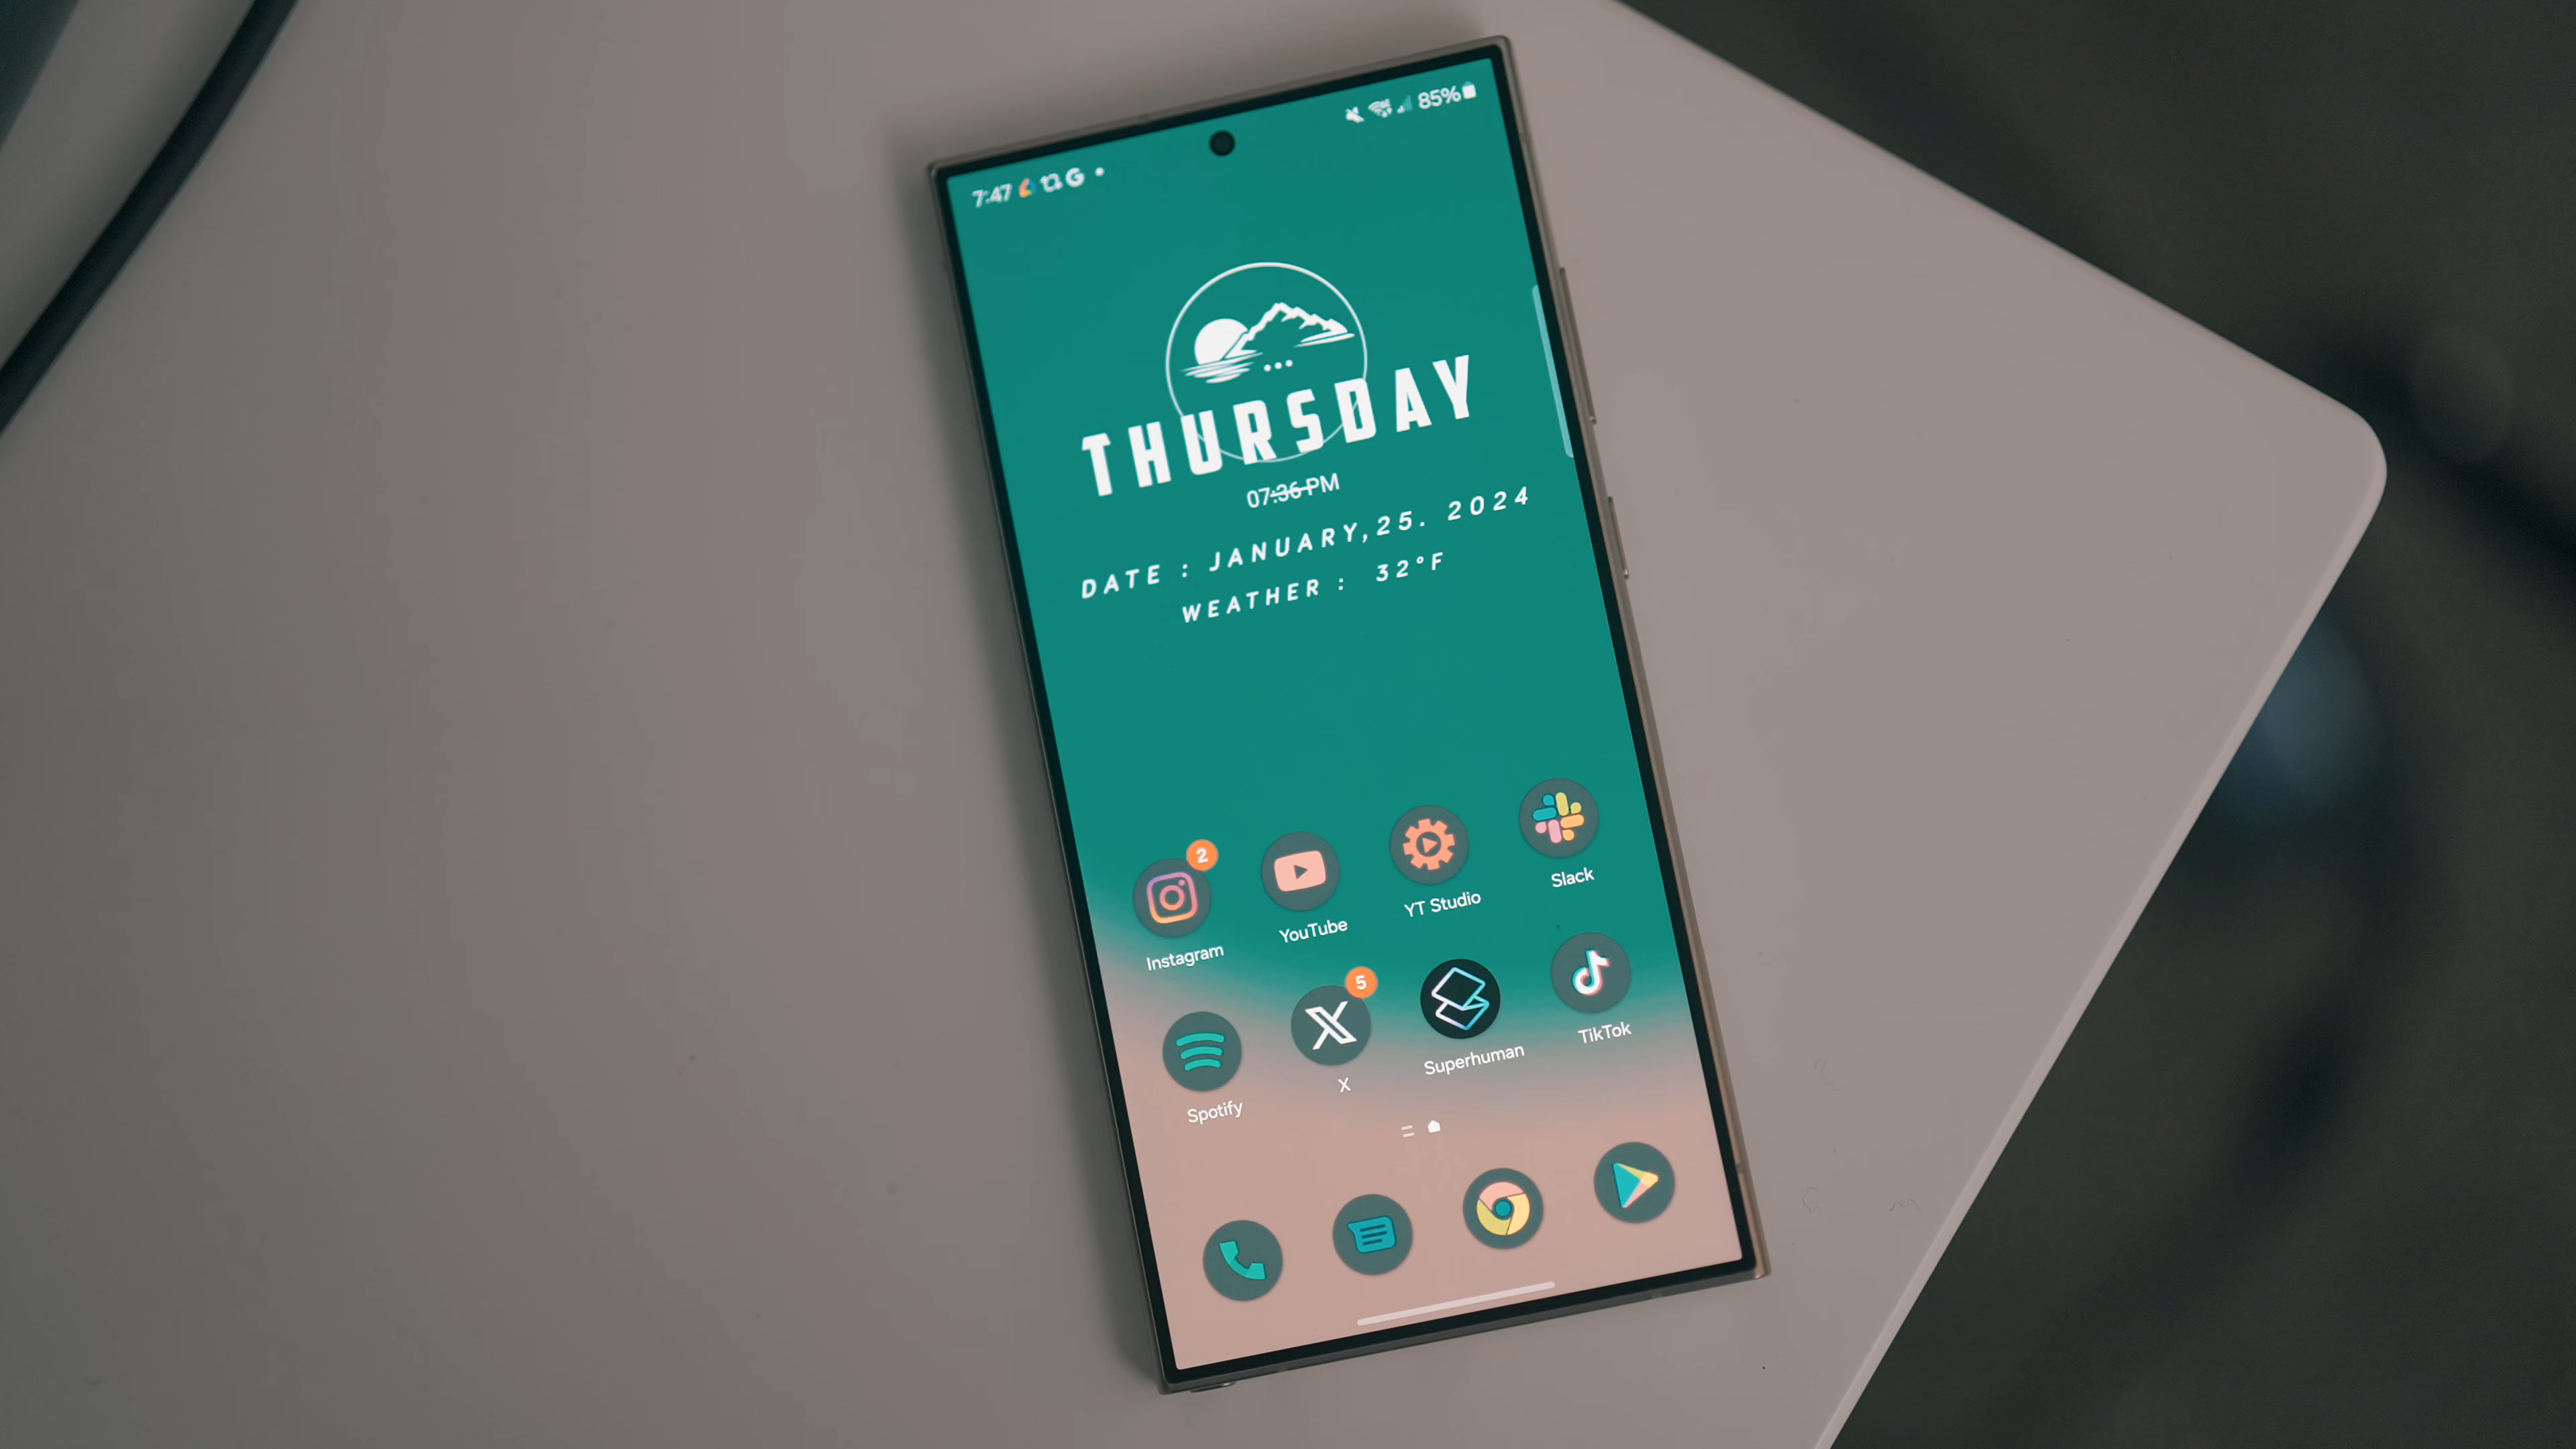 7:47
85%
THURSDAY
07:36 PM
DATE : JANUARY,25. 2024
WEATHER : 32°F
2
Instagram
YouTube
YT Studio
Slack
5
Spotify
X
Superhuman
TikTok